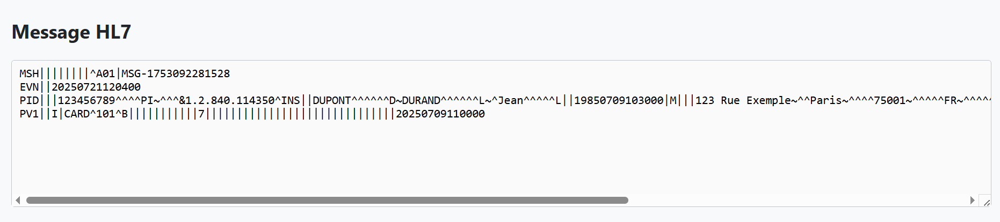 Message HL7
MSH||||||||^A01|MSG-1753092281528
EVN||20250721120400
PID|||123456789^^^^PI~^^^&1.2.840.114350^INS||DUPONT^^^^^^D~DURAND^^^^^^L~^Jean^^^^^L||19850709103000|M|||123 Rue Exemple~^^Paris~^^^^75001~^^^^^FR~^^^^^
PV1||I|CARD^101^B|||||||||||7||||||||||||||||||||||||||||||20250709110000